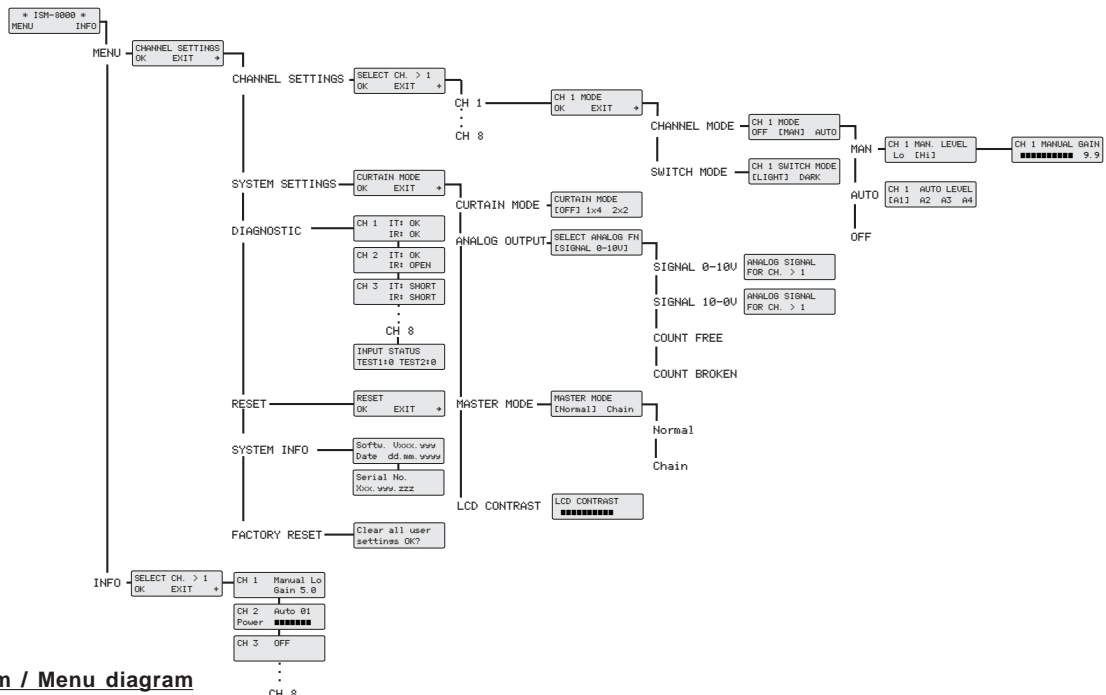 * ISM-8000 *
MENU INFO
MENU
CHANNEL SETTINGS
OK EXIT →
CHANNEL SETTINGS
SELECT CH. > 1
OK EXIT +
CH 1
CH 8
CH 1 MODE
OK EXIT →
CHANNEL MODE
CH 1 MODE
OFF [MAN] AUTO
MAN
CH 1 MAN. LEVEL
Lo [Hi]
CH 1 MANUAL GAIN
9.9
SWITCH MODE
CH 1 SWITCH MODE
[LIGHT] DARK
AUTO
CH 1 AUTO LEVEL
[A1] A2 A3 A4
OFF
SYSTEM SETTINGS
CURTAIN MODE
OK EXIT →
CURTAIN MODE
CURTAIN MODE
[OFF] 1x4 2x2
ANALOG OUTPUT
SELECT ANALOG FN
[SIGNAL 0-10V]
SIGNAL 0-10V
ANALOG SIGNAL
FOR CH. > 1
SIGNAL 10-0V
ANALOG SIGNAL
FOR CH. > 1
COUNT FREE
COUNT BROKEN
DIAGNOSTIC
CH 1 IT: OK
IR: OK
CH 2 IT: OK
IR: OPEN
CH 3 IT: SHORT
IR: SHORT
CH 8
INPUT STATUS
TEST1:0 TEST2:0
RESET
RESET
OK EXIT →
MASTER MODE
MASTER MODE
[Normal] Chain
Normal
Chain
SYSTEM INFO
Softw. Vxxx.yyy
Date dd.mm.yyyy
Serial No.
Xxx.yyy.zzz
LCD CONTRAST
LCD CONTRAST
FACTORY RESET
Clear all user
settings OK?
INFO
SELECT CH. > 1
OK EXIT +
CH 1 Manual Lo
Gain 5.0
CH 2 Auto 01
Power
CH 3 OFF
CH 8
/ Menu diagram